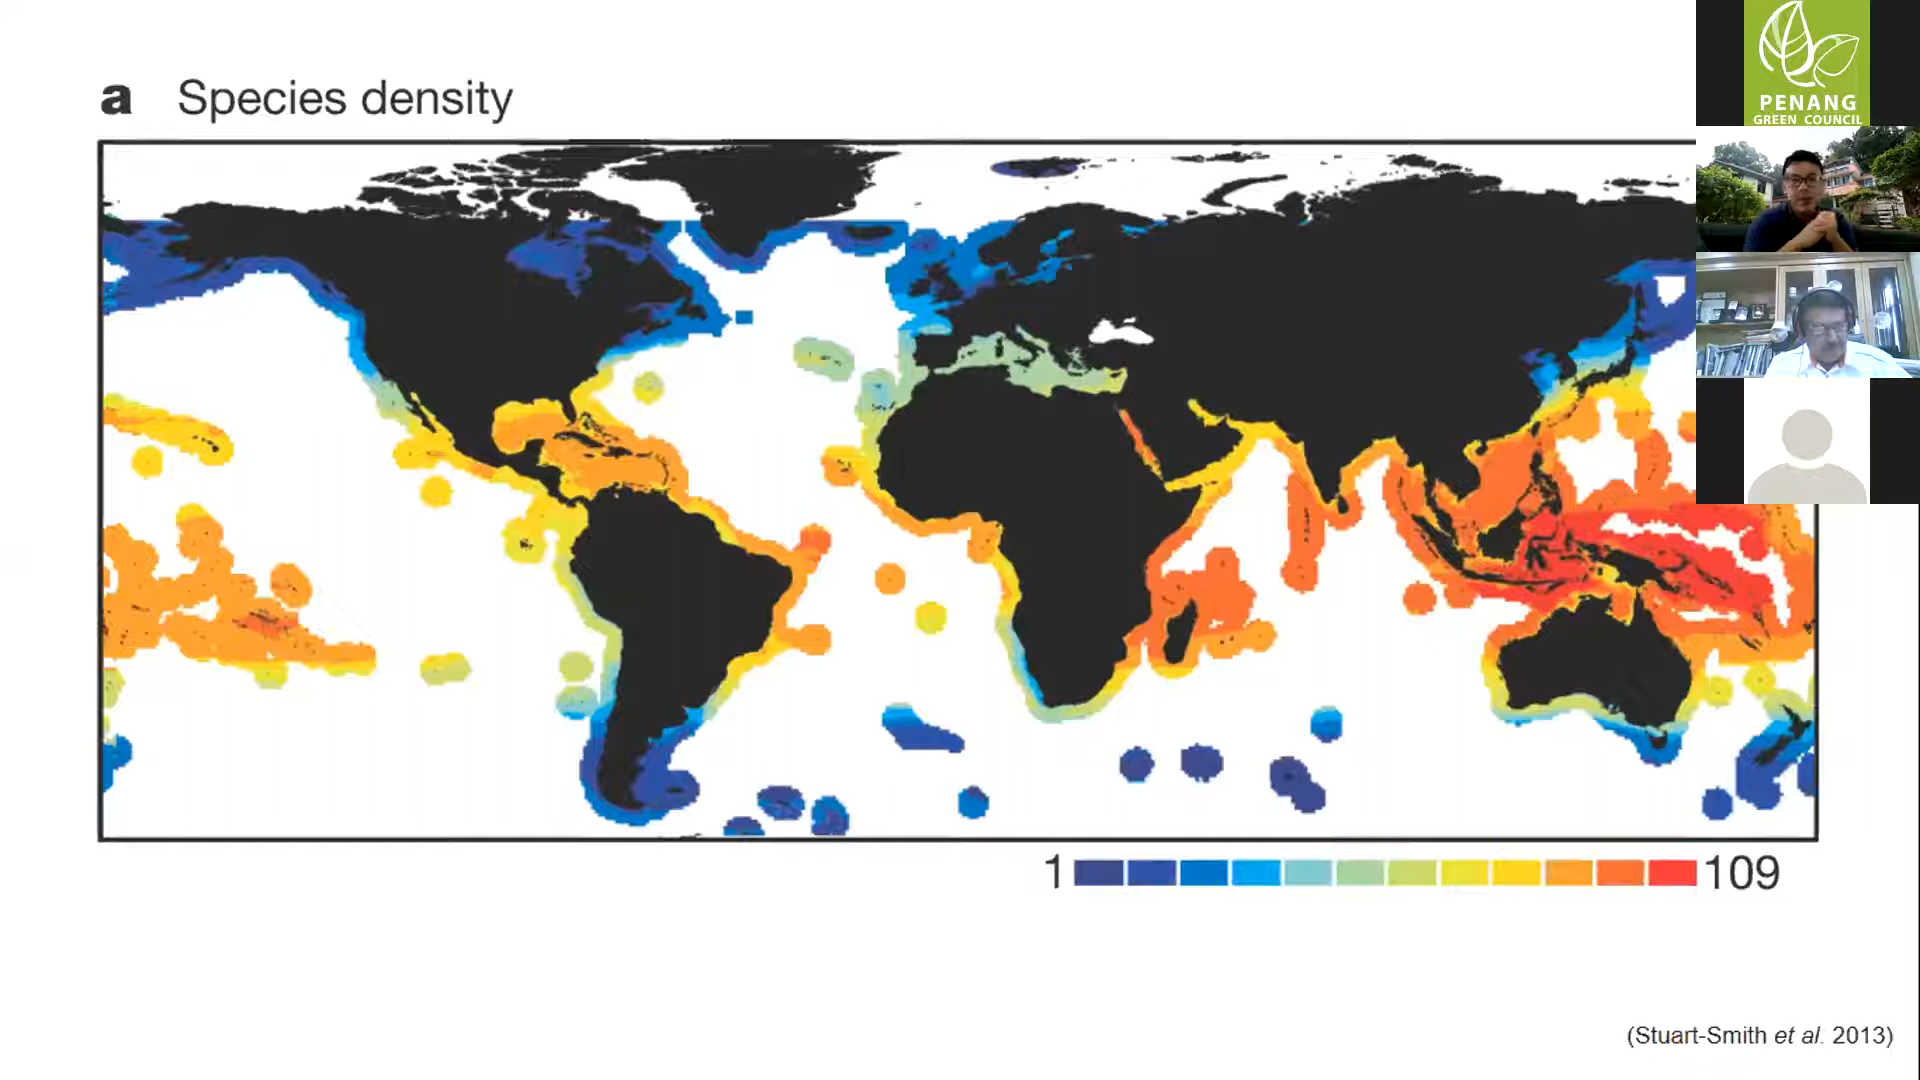 a Species density
PENANG
GREEN COUNCIL
1 109
(Stuart-Smith et al. 2013)